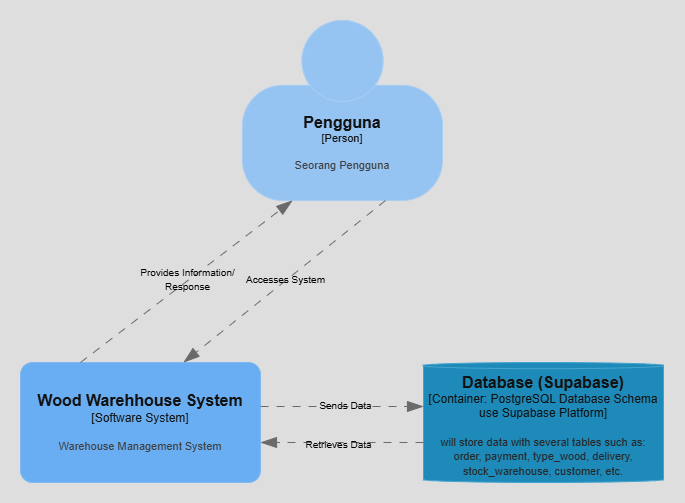 Pengguna
[Person]
Seorang Pengguna
Provides Information/
Response
Accesses System
Wood Warehhouse System
[Software System]
Warehouse Management System
Sends Data
Retrieves Data
Database (Supabase)
[Container: PostgreSQL Database Schema
use Supabase Platform]
will store data with several tables such as:
order, payment, type_wood, delivery,
stock_warehouse, customer, etc.